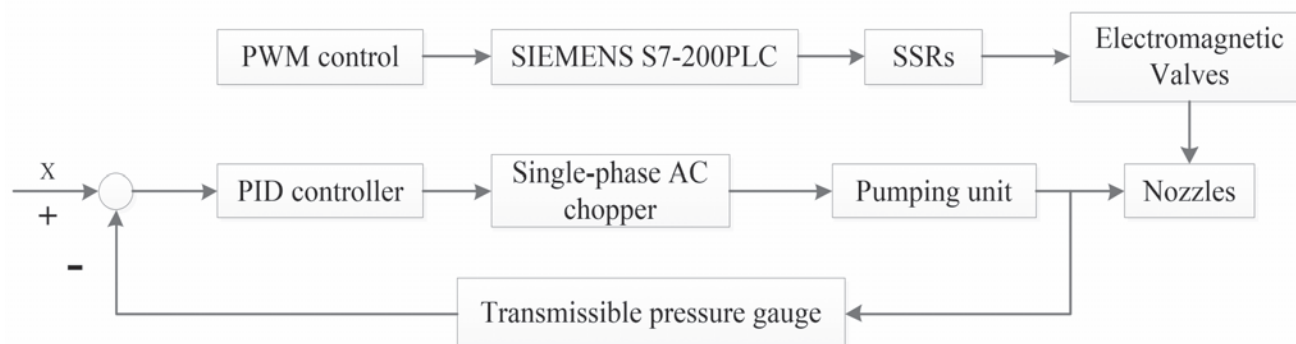 PWM control
SIEMENS S7-200PLC
SSRs
Electromagnetic
Valves
X
+
-
PID controller
Single-phase AC
chopper
Pumping unit
Nozzles
Transmissible pressure gauge